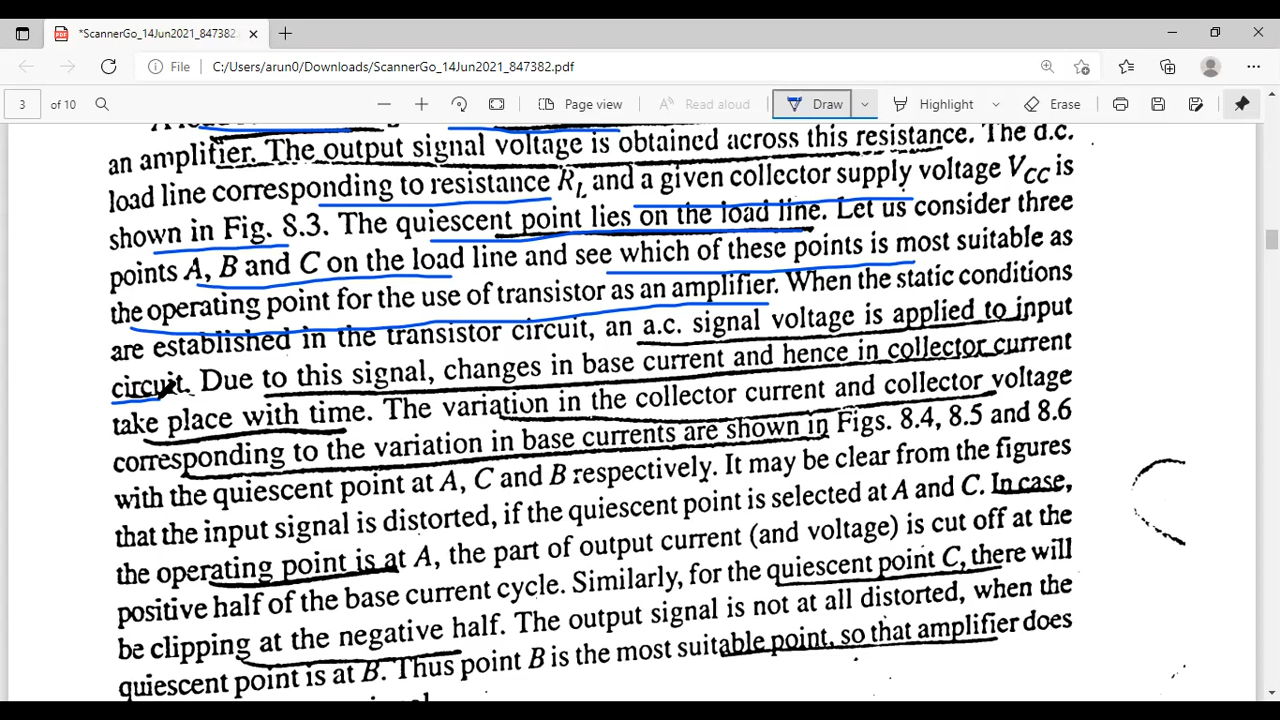 *ScannerGo_14Jun2021_847382.
File C:/Users/arun0/Downloads/ScannerGo_14Jun2021_847382.pdf
3 of 10 Page view Read aloud Draw Highlight Erase
an amplifier. The output signal voltage is obtained across this resistance. The d.c.
load line corresponding to resistance RL and a given collector supply voltage VCC is
shown in Fig. 8.3. The quiescent point lies on the load line. Let us consider three
points A, B and C on the load line and see which of these points is most suitable as
the operating point for the use of transistor as an amplifier. When the static conditions
are established in the transistor circuit, an a.c. signal voltage is applied to input
circuit. Due to this signal, changes in base current and hence in collector current
take place with time. The variation in the collector current and collector voltage
corresponding to the variation in base currents are shown in Figs. 8.4, 8.5 and 8.6
with the quiescent point at A, C and B respectively. It may be clear from the figures
that the input signal is distorted, if the quiescent point is selected at A and C. In case,
the operating point is at A, the part of output current (and voltage) is cut off at the
positive half of the base current cycle. Similarly, for the quiescent point C, there will
be clipping at the negative half. The output signal is not at all distorted, when the
quiescent point is at B. Thus point B is the most suitable point, so that amplifier does